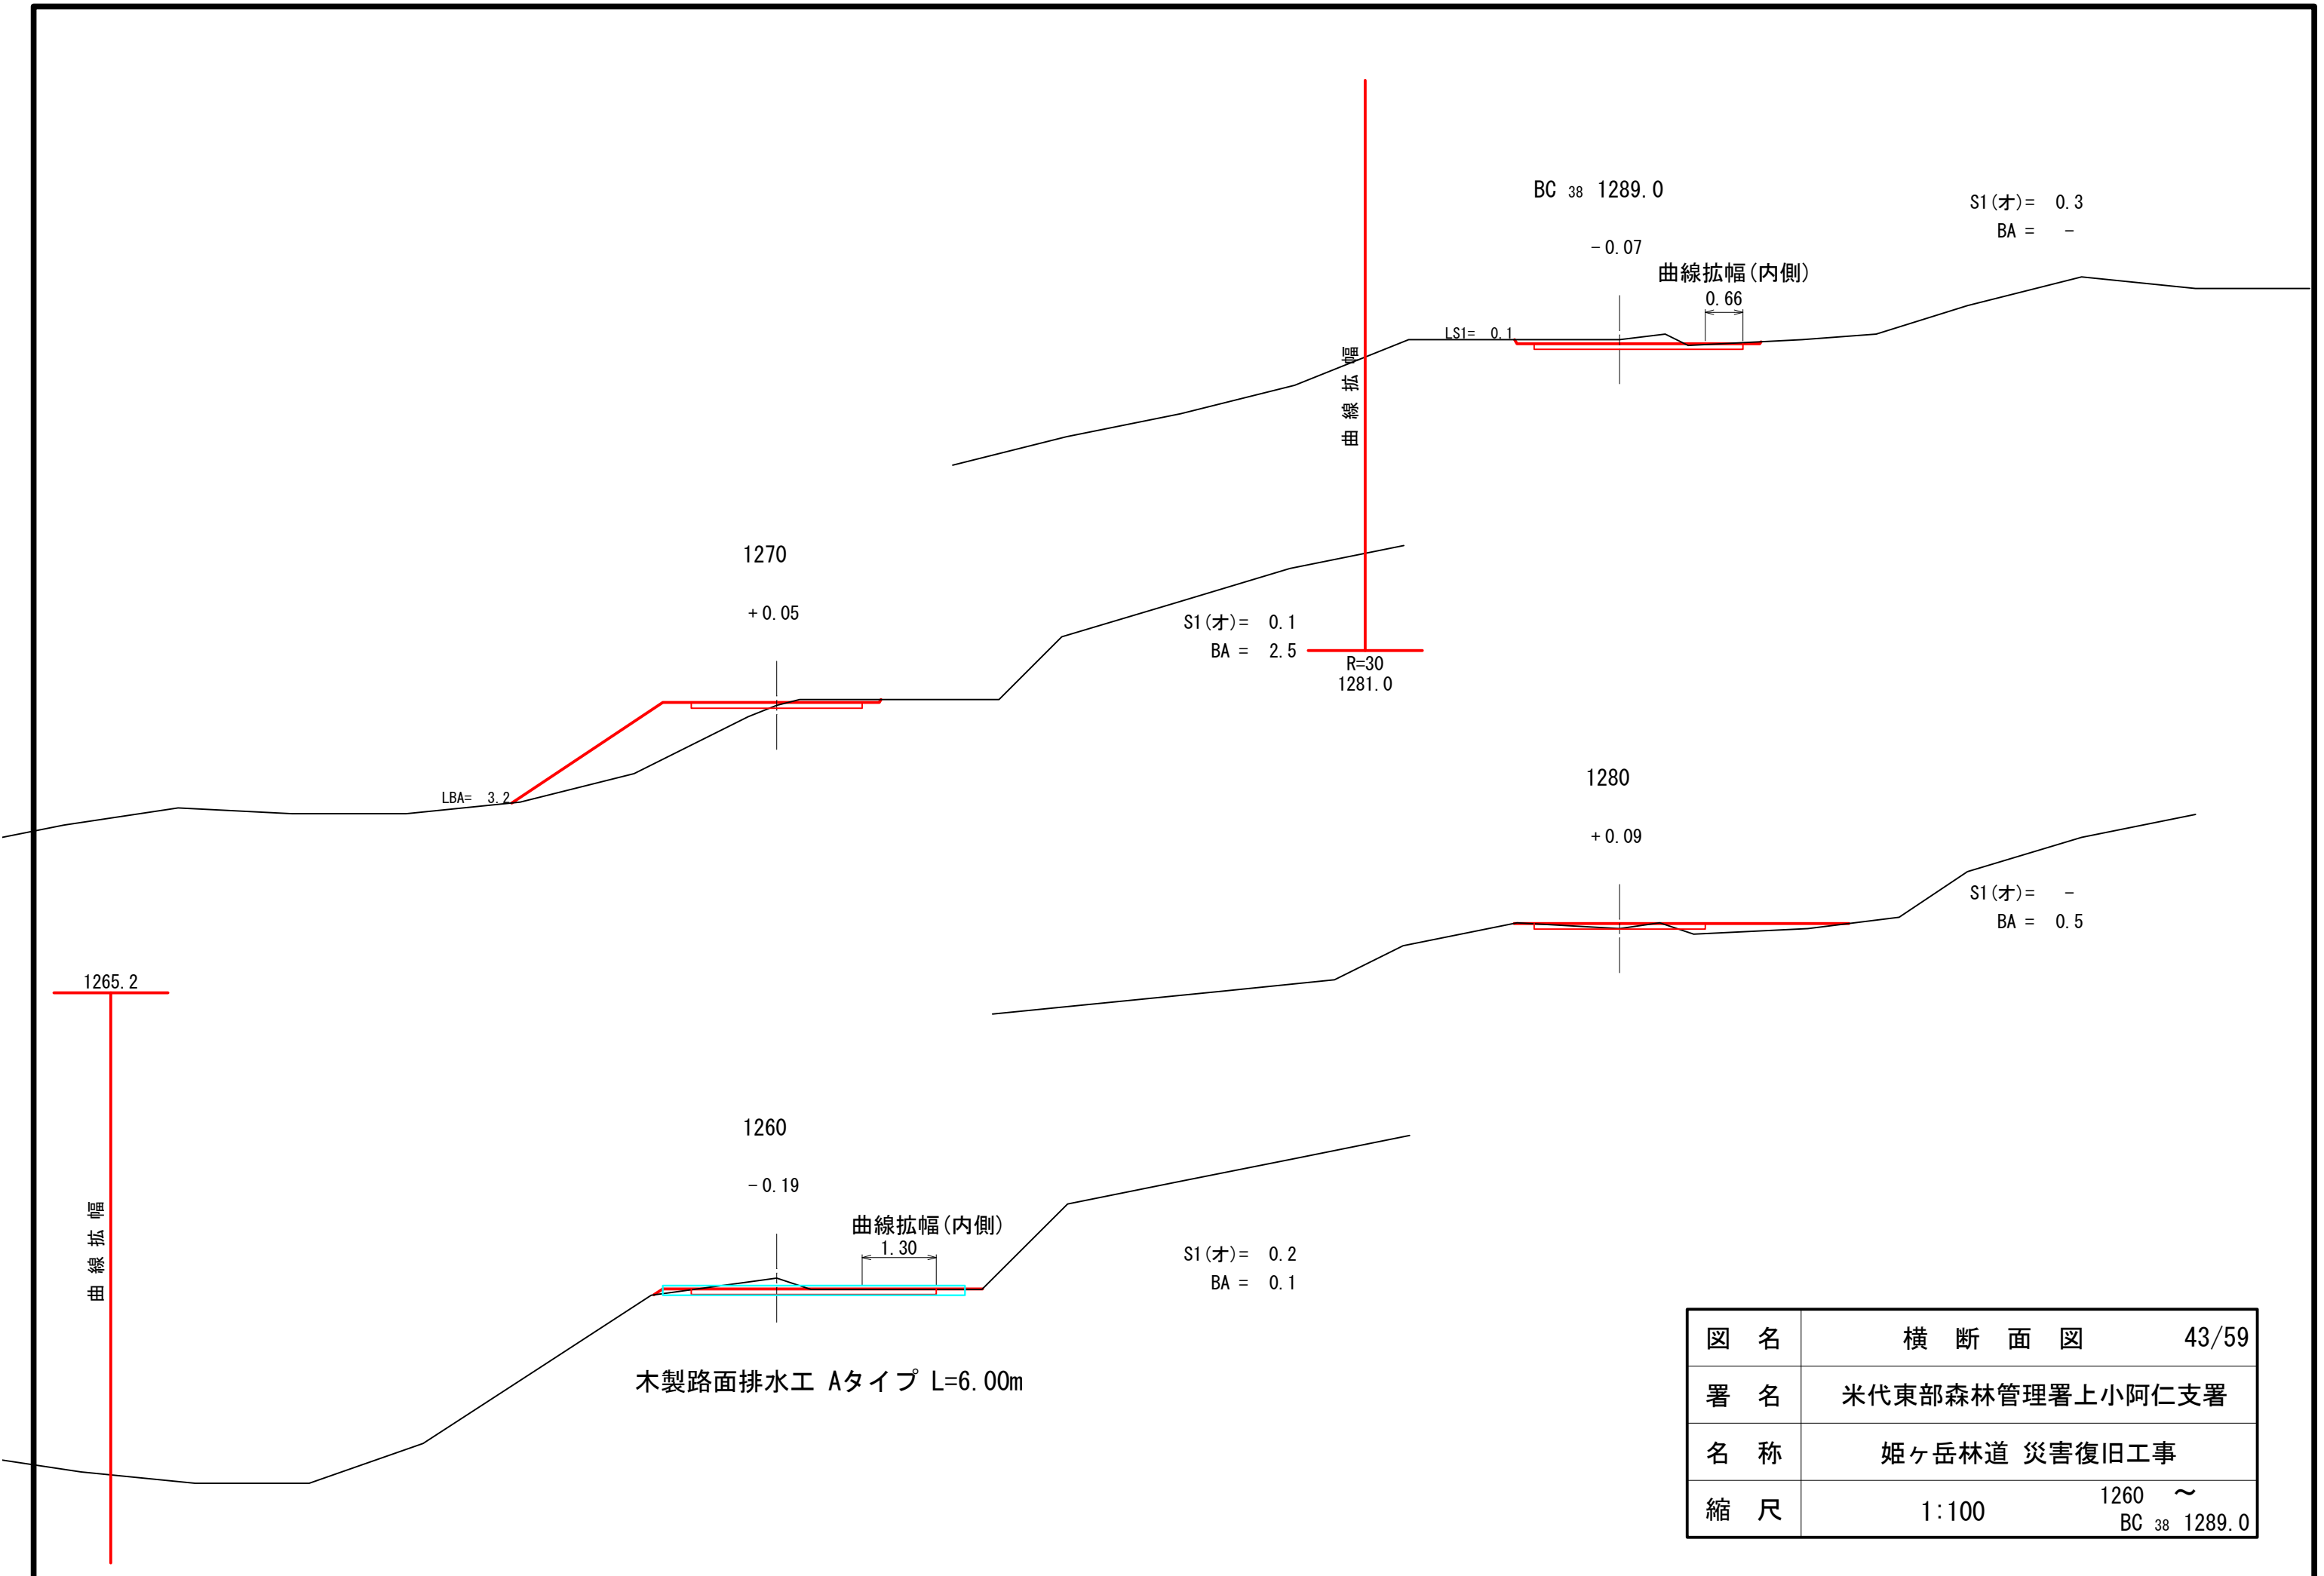 BC 38 1289.0
-0.07
曲線拡幅(内側)
0.66
LS1= 0.1
S1(オ)= 0.3
BA = -
曲線拡幅
R=30
1281.0
1270
+0.05
S1(オ)= 0.1
BA = 2.5
LBA= 3.2
1280
+0.09
S1(オ)= -
BA = 0.5
1265.2
曲線拡幅
1260
-0.19
曲線拡幅(内側)
1.30
S1(オ)= 0.2
BA = 0.1
木製路面排水工 Aタイプ L=6.00m
図名 横断面図 43/59
署名 米代東部森林管理署上小阿仁支署
名称 姫ヶ岳林道 災害復旧工事
縮尺 1:100 1260 ～
BC 38 1289.0